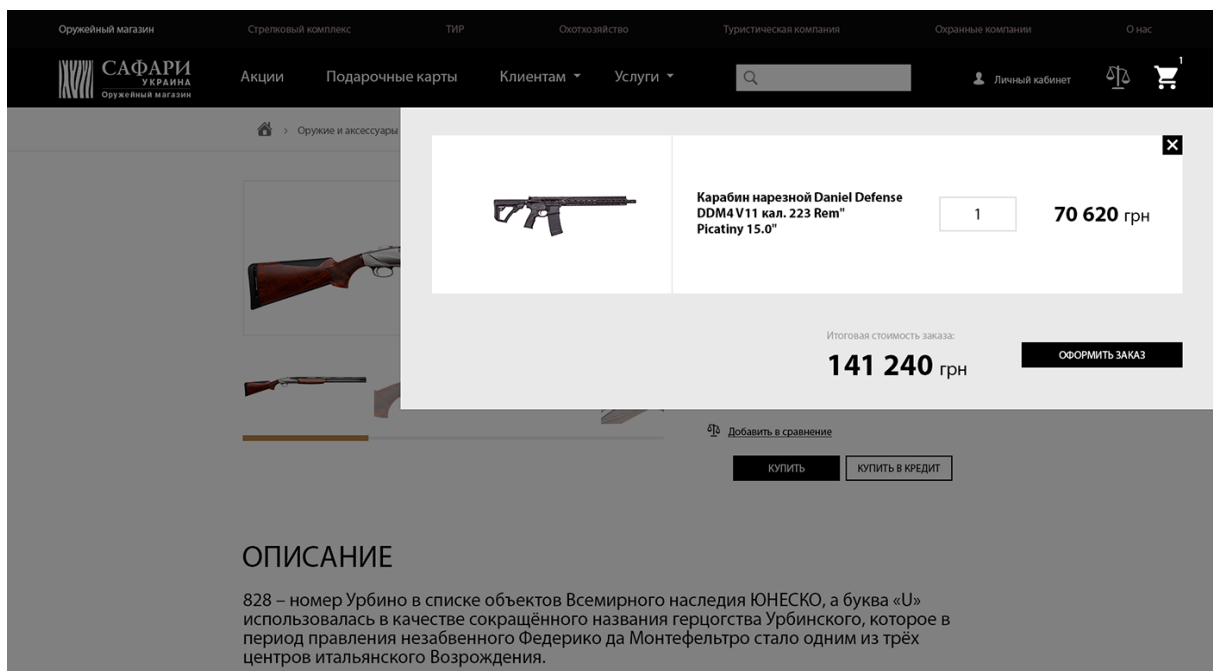 Оружейный магазин Стрелковый комплекс ТИР Охотхозяйство Туристическая компания Охранные компании О нас
САФАРИ
УКРАИНА
Оружейный магазин
Акции Подарочные карты Клиентам Услуги Личный кабинет 1
> Оружие и аксессуары
Карабин нарезной Daniel Defense
DDM4 V11 кал. 223 Rem"
Picatiny 15.0"
1
70 620 грн
Итоговая стоимость заказа:
141 240 грн
ОФОРМИТЬ ЗАКАЗ
Добавить в сравнение
КУПИТЬ КУПИТЬ В КРЕДИТ
ОПИСАНИЕ
828 – номер Урбино в списке объектов Всемирного наследия ЮНЕСКО, а буква «U»
использовалась в качестве сокращённого названия герцогства Урбинского, которое в
период правления незабвенного Федерико да Монтефельтро стало одним из трёх
центров итальянского Возрождения.